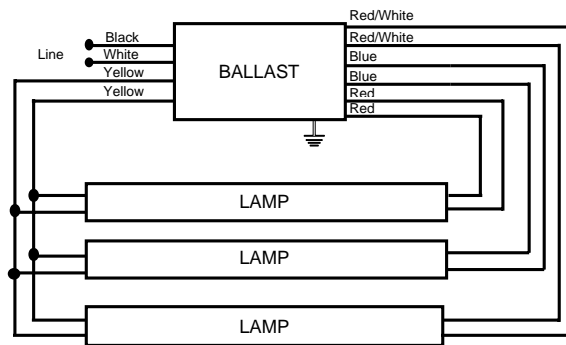 Red/White
Black
Red/White
Line
White
Blue
Yellow
BALLAST
Blue
Yellow
Red
Red
LAMP
LAMP
LAMP